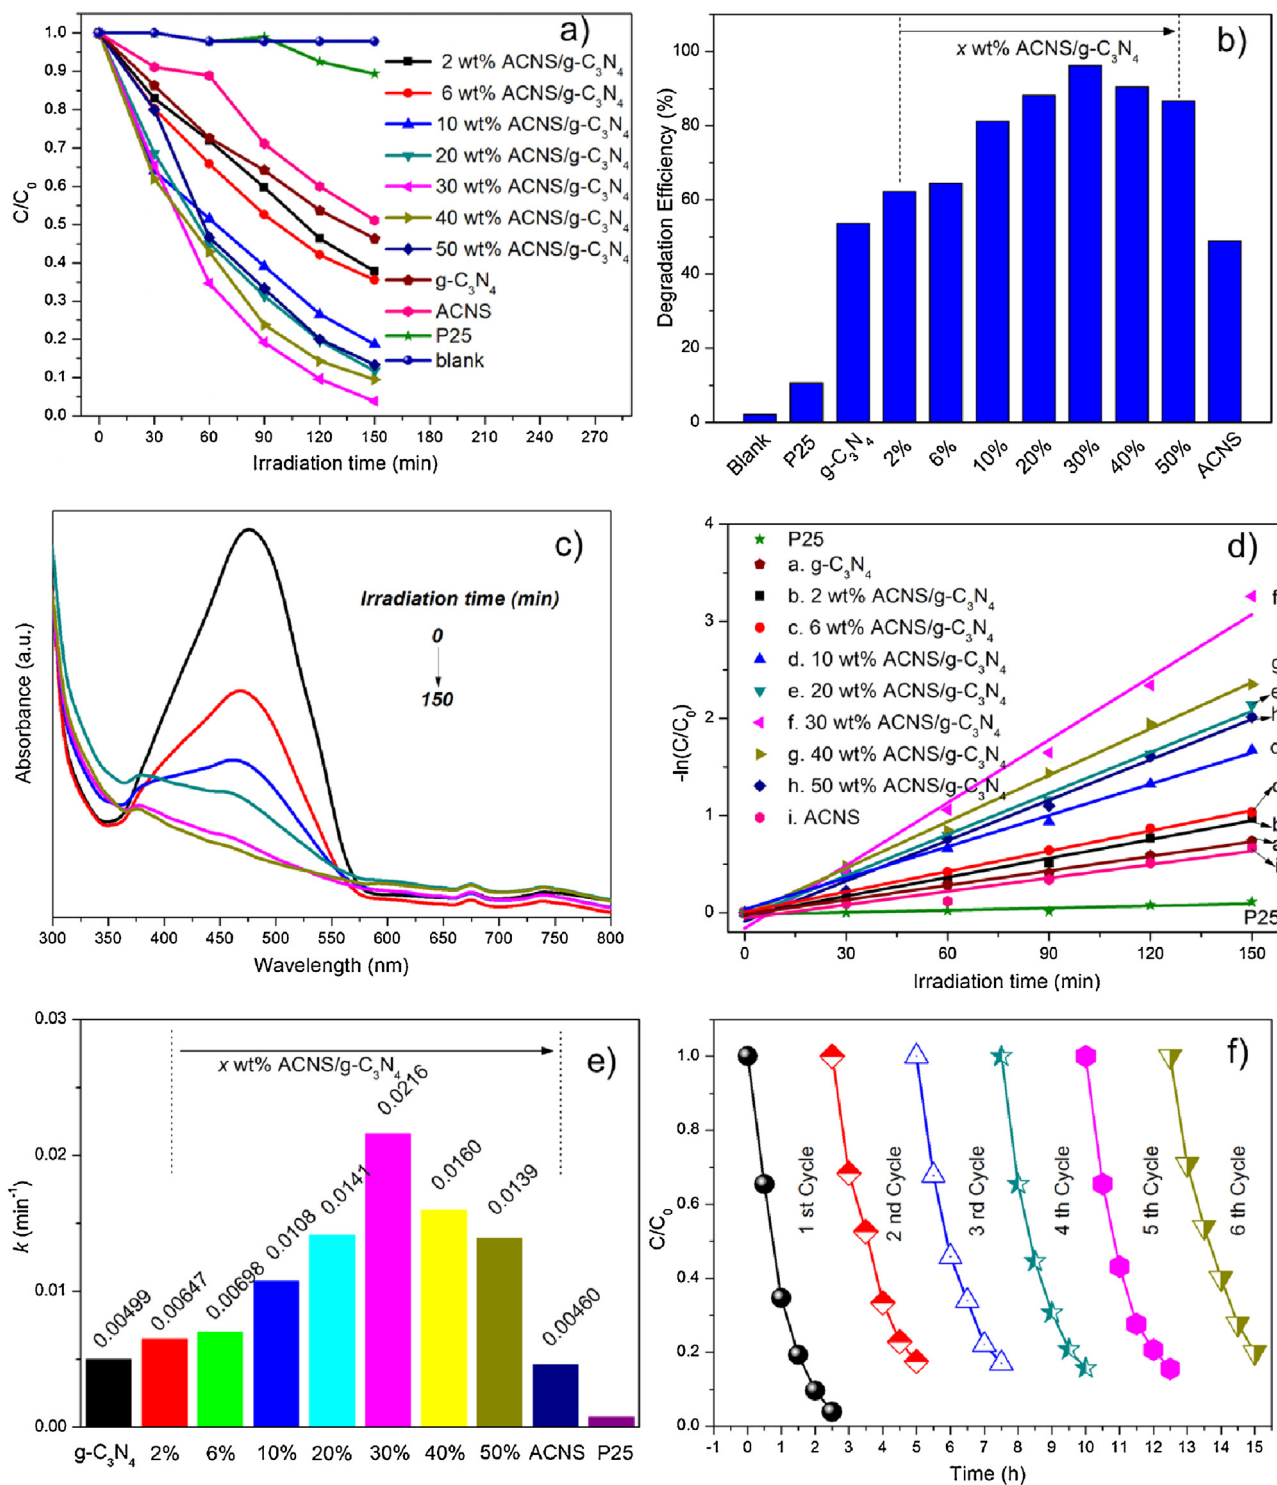 a)
1.0
0.9
0.8
0.7
0.6
0.5
0.4
0.3
0.2
0.1
0.0
C/C0
0 30 60 90 120 150 180 210 240 270
Irradiation time (min)
2 wt% ACNS/g-C3N4
6 wt% ACNS/g-C3N4
10 wt% ACNS/g-C3N4
20 wt% ACNS/g-C3N4
30 wt% ACNS/g-C3N4
40 wt% ACNS/g-C3N4
50 wt% ACNS/g-C3N4
g-C3N4
ACNS
P25
blank
b)
x wt% ACNS/g-C3N4
100
80
60
40
20
0
Degradation Efficiency (%)
Blank P25 g-C3N4 2% 6% 10% 20% 30% 40% 50% ACNS
c)
Irradiation time (min)
0
150
Absorbance (a.u.)
300 350 400 450 500 550 600 650 700 750 800
Wavelength (nm)
d)
-4
-3
-2
-1
0
-ln(C/C0)
P25
a. g-C3N4
b. 2 wt% ACNS/g-C3N4
c. 6 wt% ACNS/g-C3N4
d. 10 wt% ACNS/g-C3N4
e. 20 wt% ACNS/g-C3N4
f. 30 wt% ACNS/g-C3N4
g. 40 wt% ACNS/g-C3N4
h. 50 wt% ACNS/g-C3N4
i. ACNS
f
g
e
h
b
a
P25
0 30 60 90 120 150
Irradiation time (min)
e)
x wt% ACNS/g-C3N4
0.03
0.02
0.01
0.00
k (min-1)
0.00499
0.00647
0.00698
0.0108
0.0141
0.0216
0.0160
0.0139
0.00460
g-C3N4 2% 6% 10% 20% 30% 40% 50% ACNS P25
f)
1.0
0.8
0.6
0.4
0.2
0.0
C/C0
1 st Cycle
2 nd Cycle
3 rd Cycle
4 th Cycle
5 th Cycle
6 th Cycle
-1 0 1 2 3 4 5 6 7 8 9 10 11 12 13 14 15
Time (h)